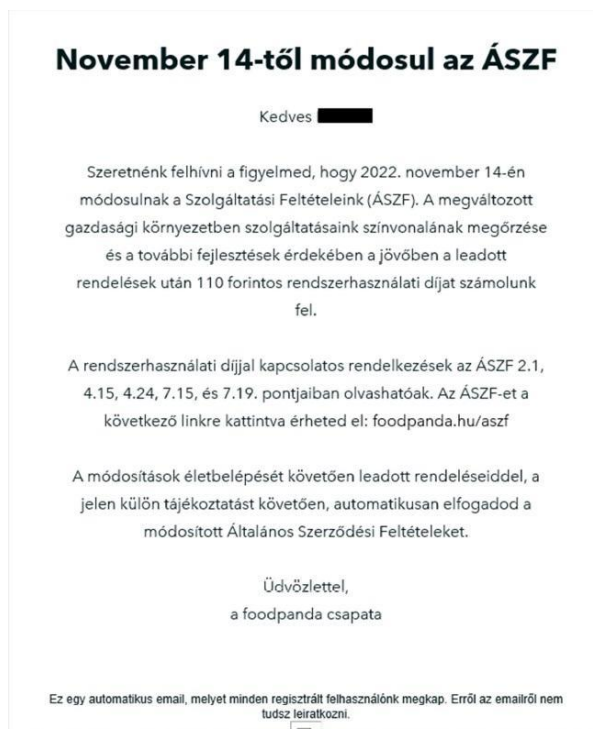 November 14-től módosul az ÁSZF
Kedves
Szeretnénk felhívni a figyelmed, hogy 2022. november 14-én
módosulnak a Szolgáltatási Feltételeink (ÁSZF). A megváltozott
gazdasági környezetben szolgáltatásaink színvonalának megőrzése
és a további fejlesztések érdekében a jövőben a leadott
rendelések után 110 forintos rendszerhasználati díjat számolunk
fel.
A rendszerhasználati díjjal kapcsolatos rendelkezések az ÁSZF 2.1,
4.15, 4.24, 7.15, és 7.19. pontjaiban olvashatóak. Az ÁSZF-et a
következő linkre kattintva érheted el: foodpanda.hu/aszf
A módosítások életbelépését követően leadott rendeléseiddel, a
jelen külön tájékoztatást követően, automatikusan elfogadod a
módosított Általános Szerződési Feltételeket.
Üdvözlettel,
a foodpanda csapata
Ez egy automatikus email, melyet minden regisztrált felhasználónk megkap. Erről az emailről nem
tudsz leiratkozni.